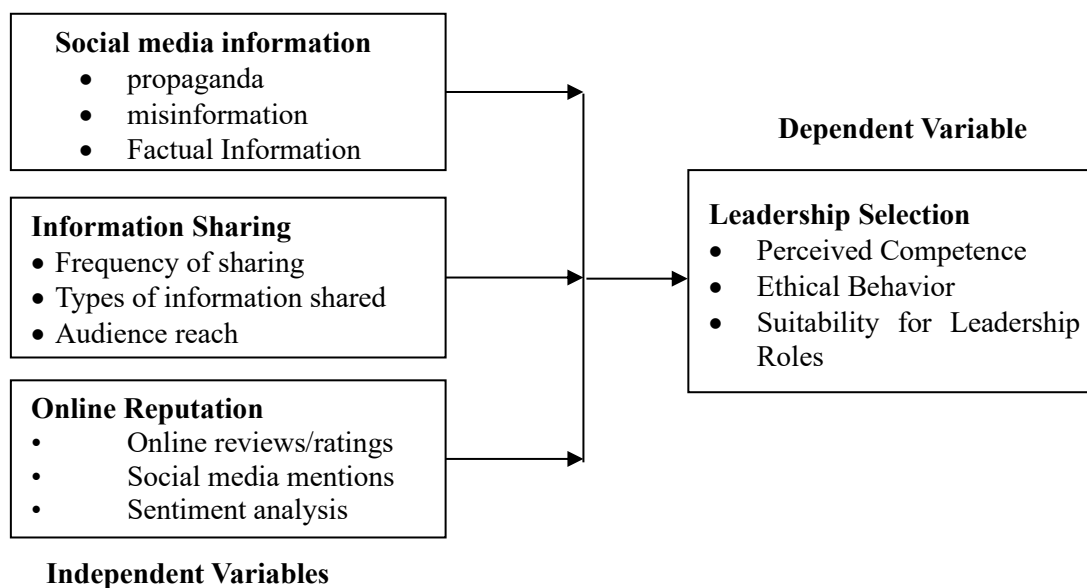 Social media information
• propaganda
• misinformation
• Factual Information
Information Sharing
• Frequency of sharing
• Types of information shared
• Audience reach
Online Reputation
• Online reviews/ratings
• Social media mentions
• Sentiment analysis
Independent Variables
Dependent Variable
Leadership Selection
• Perceived Competence
• Ethical Behavior
• Suitability for Leadership
Roles